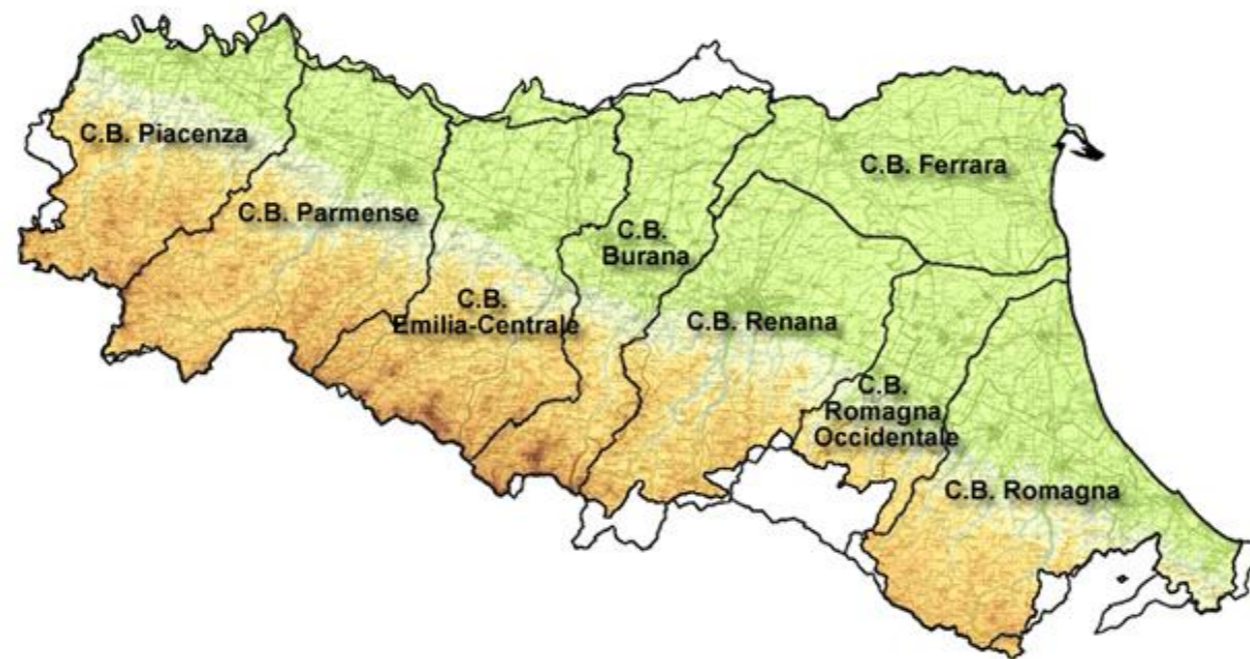 C.B. Piacenza
C.B. Ferrara
C.B. Parmense
C.B.
Burana
C.B.
Emilia-Centrale
C.B. Renana
C.B.
Romagna
Occidentale
C.B. Romagna